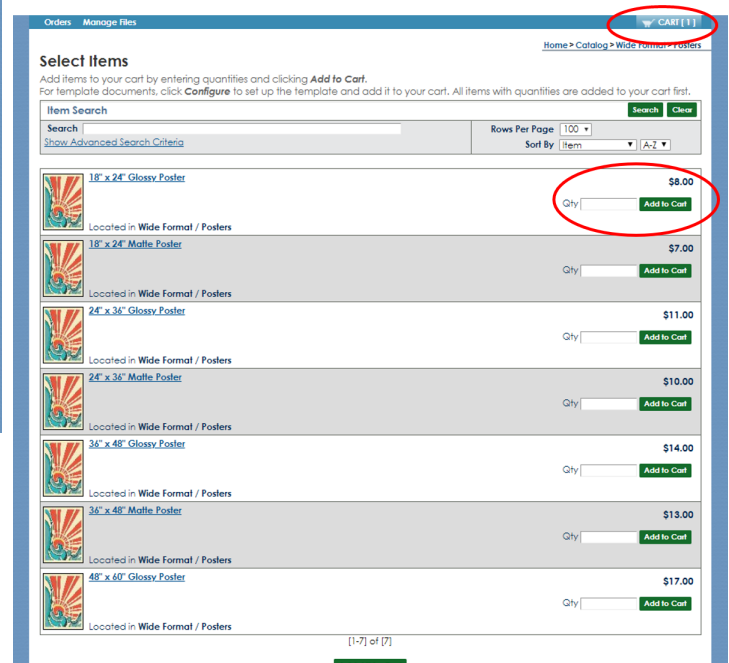 Orders Manage Files CART [ 1 ]
Home > Catalog > Wide Format > Posters
Select Items
Add items to your cart by entering quantities and clicking Add to Cart.
For template documents, click Configure to set up the template and add it to your cart. All items with quantities are added to your cart first.
Item Search Search Clear
Search Rows Per Page 100
Show Advanced Search Criteria Sort By Item A-Z
18" x 24" Glossy Poster $8.00
Qty Add to Cart
Located in Wide Format / Posters
18" x 24" Matte Poster $7.00
Qty Add to Cart
Located in Wide Format / Posters
24" x 36" Glossy Poster $11.00
Qty Add to Cart
Located in Wide Format / Posters
24" x 36" Matte Poster $10.00
Qty Add to Cart
Located in Wide Format / Posters
36" x 48" Glossy Poster $14.00
Qty Add to Cart
Located in Wide Format / Posters
36" x 48" Matte Poster $13.00
Qty Add to Cart
Located in Wide Format / Posters
48" x 60" Glossy Poster $17.00
Qty Add to Cart
Located in Wide Format / Posters
[1-7] of [7]